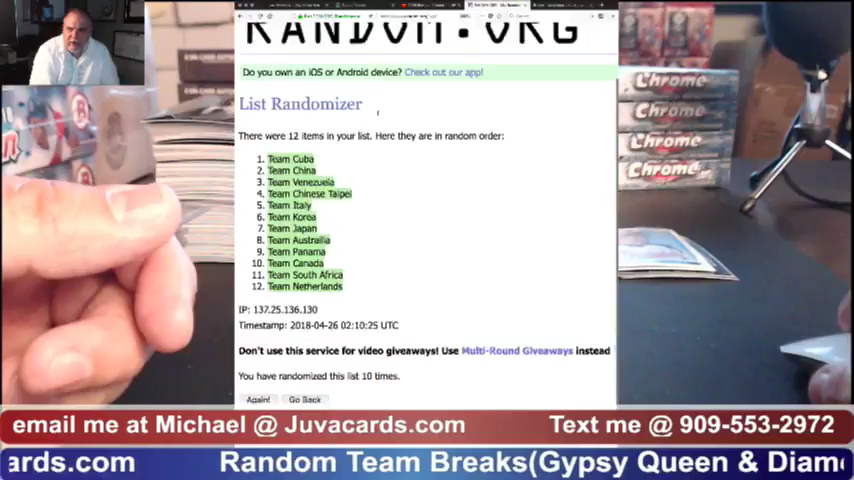 RANDOM.ORG
Do you own an iOS or Android device? Check out our app!
List Randomizer
There were 12 items in your list. Here they are in random order:
1. Team Cuba
2. Team China
3. Team Venezuela
4. Team Chinese Taipei
5. Team Italy
6. Team Korea
7. Team Japan
8. Team Austrailia
9. Team Panama
10. Team Canada
11. Team South Africa
12. Team Netherlands
IP: 137.25.136.130
Timestamp: 2018-04-26 02:10:25 UTC
Don't use this service for video giveaways! Use Multi-Round Giveaways instead
You have randomized this list 10 times.
Again! Go Back
Chrome
Chrome
Chrome
Chrome
email me at Michael @ Juvacards.com Text me @ 909-553-2972
ards.com Random Team Breaks(Gypsy Queen & Diam